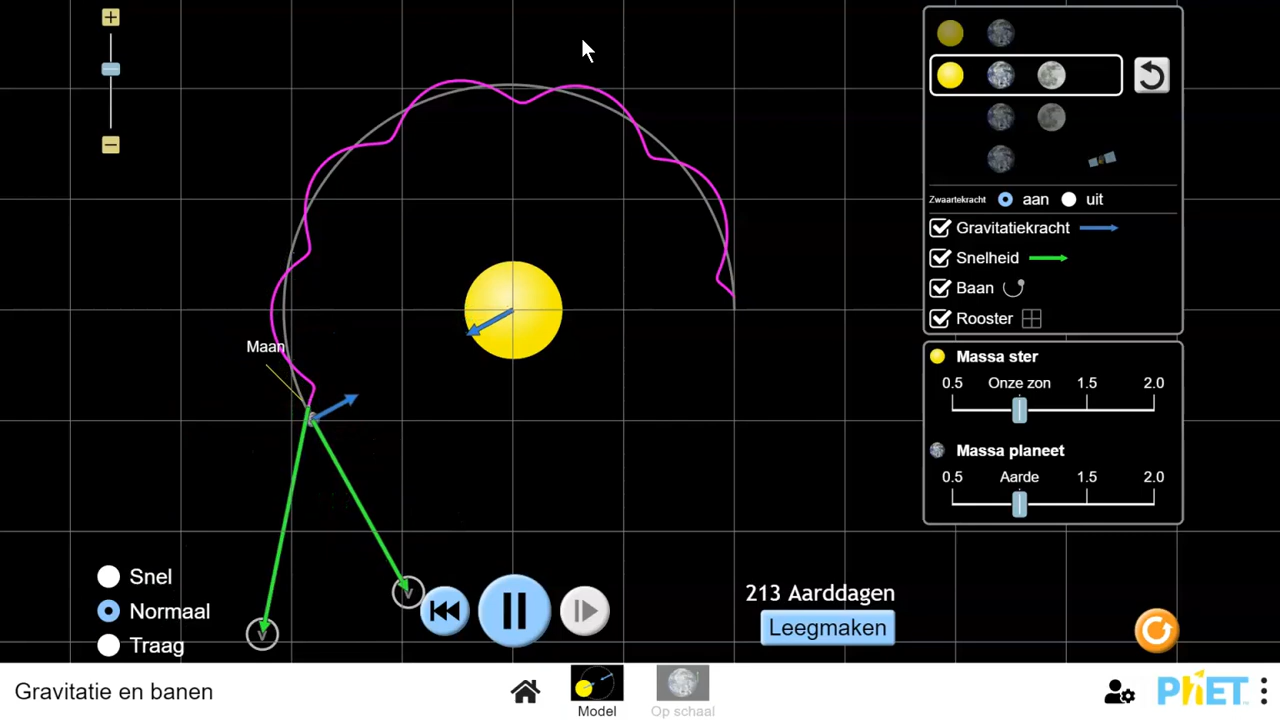 +
−
Zwaartekracht aan uit
Gravitatiekracht
Snelheid
Baan
Rooster
Massa ster
0.5 Onze zon 1.5 2.0
Massa planeet
0.5 Aarde 1.5 2.0
Maan
v
v
Snel
Normaal
Traag
213 Aarddagen
Leegmaken
Gravitatie en banen
Model
Op schaal
PhET